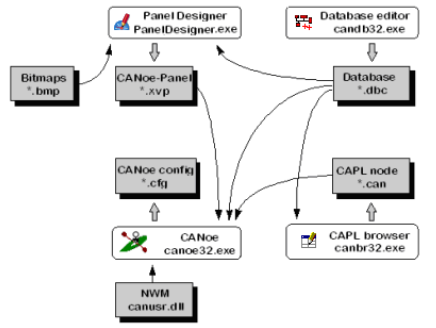 Panel Designer
PanelDesigner.exe
Database editor
candb32.exe
Bitmaps
*.bmp
CANoe-Panel
*.xvp
Database
*.dbc
CANoe config
*.cfg
CAPL node
*.can
CANoe
canoe32.exe
CAPL browser
canbr32.exe
NWM
canusr.dll